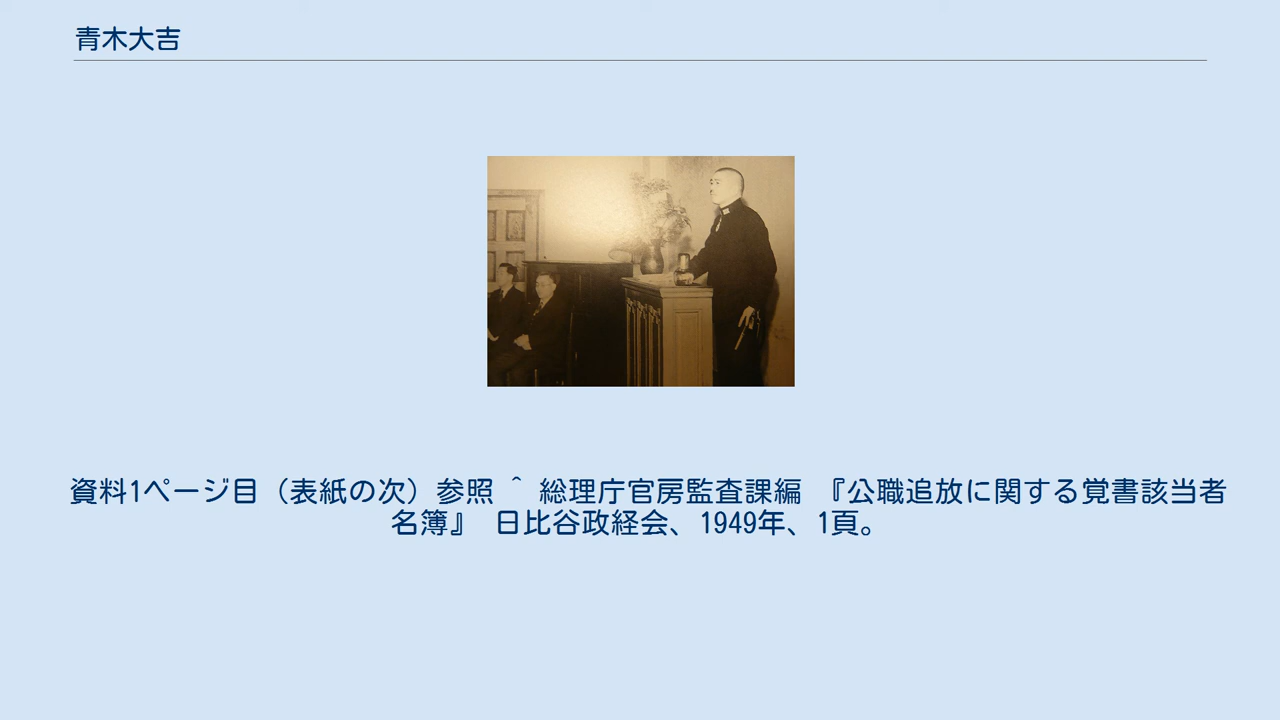 青木大吉
資料1ページ目（表紙の次）参照 ^ 総理庁官房監査課編 『公職追放に関する覚書該当者
名簿』 日比谷政経会、1949年、1頁。